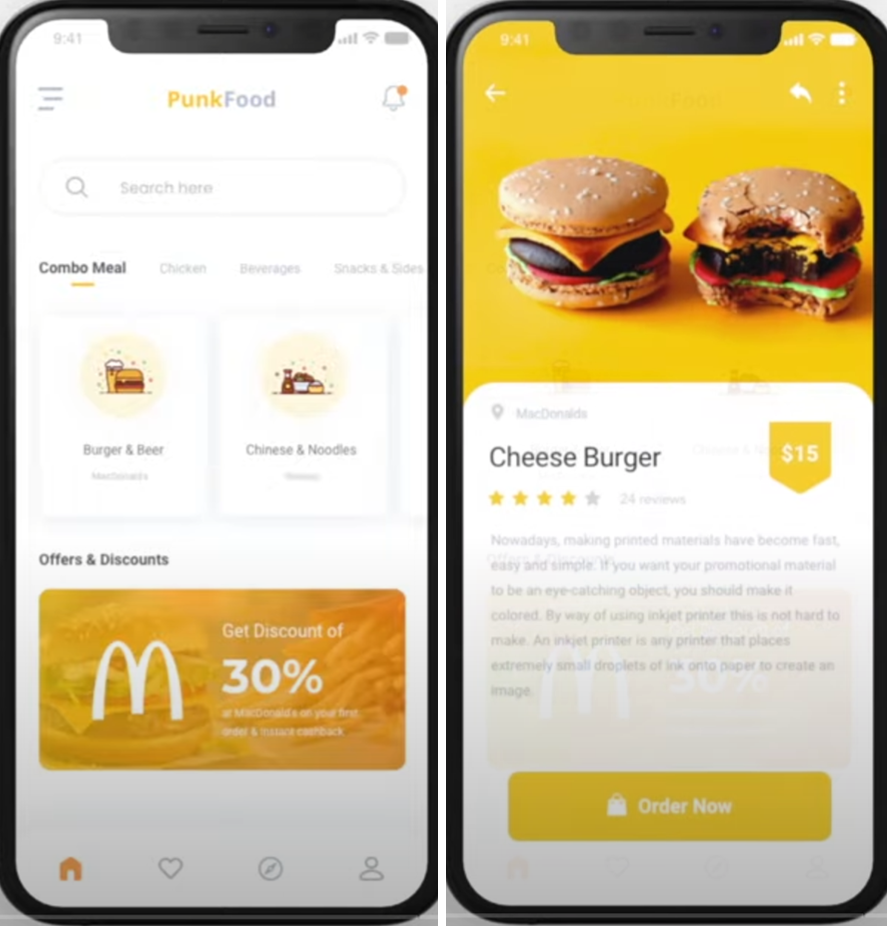 9:41
PunkFood
Search here
Combo Meal Chicken Beverages Snacks & Sides
Burger & Beer
MacDonald's
Chinese & Noodles
Offers & Discounts
Get Discount of
30%
at MacDonald's on your first
order & instant cashback
9:41
MacDonalds
Cheese Burger
$15
24 reviews
Nowadays, making printed materials have become fast,
easy and simple. If you want your promotional material
to be an eye-catching object, you should make it
colored. By way of using inkjet printer this is not hard to
make. An inkjet printer is any printer that places
extremely small droplets of ink onto paper to create an
image.
Order Now